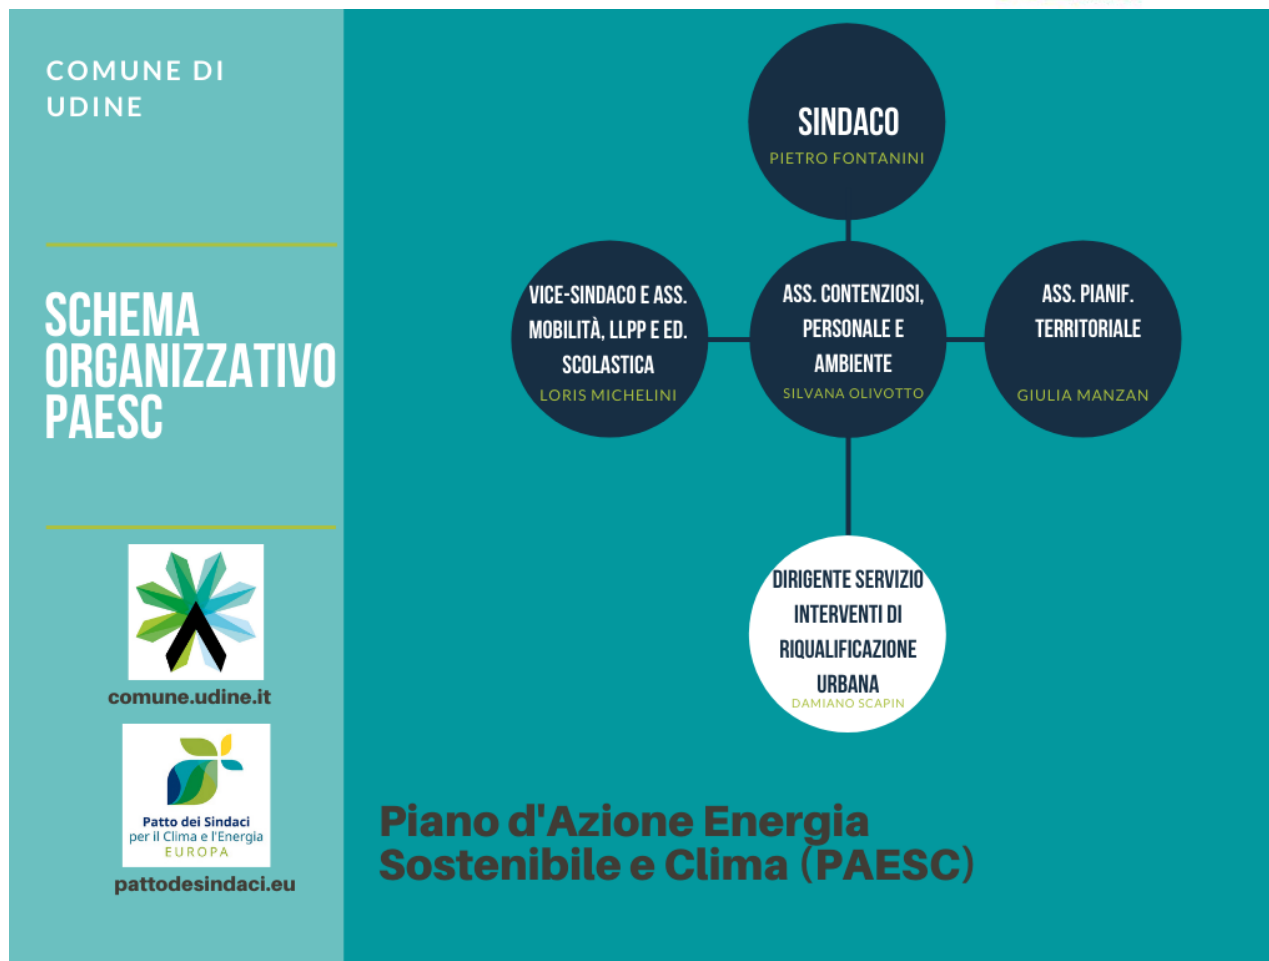 COMUNE DI
UDINE
SCHEMA
ORGANIZZATIVO
PAESC
comune.udine.it
Patto dei Sindaci
per il Clima e l'Energia
EUROPA
pattodesindaci.eu
SINDACO
PIETRO FONTANINI
VICE-SINDACO E ASS.
MOBILITÀ, LLPP E ED.
SCOLASTICA
LORIS MICHELINI
ASS. CONTENZIOSI,
PERSONALE E
AMBIENTE
SILVANA OLIVOTTO
ASS. PIANIF.
TERRITORIALE
GIULIA MANZAN
DIRIGENTE SERVIZIO
INTERVENTI DI
RIQUALIFICAZIONE
URBANA
DAMIANO SCAPIN
Piano d'Azione Energia
Sostenibile e Clima (PAESC)